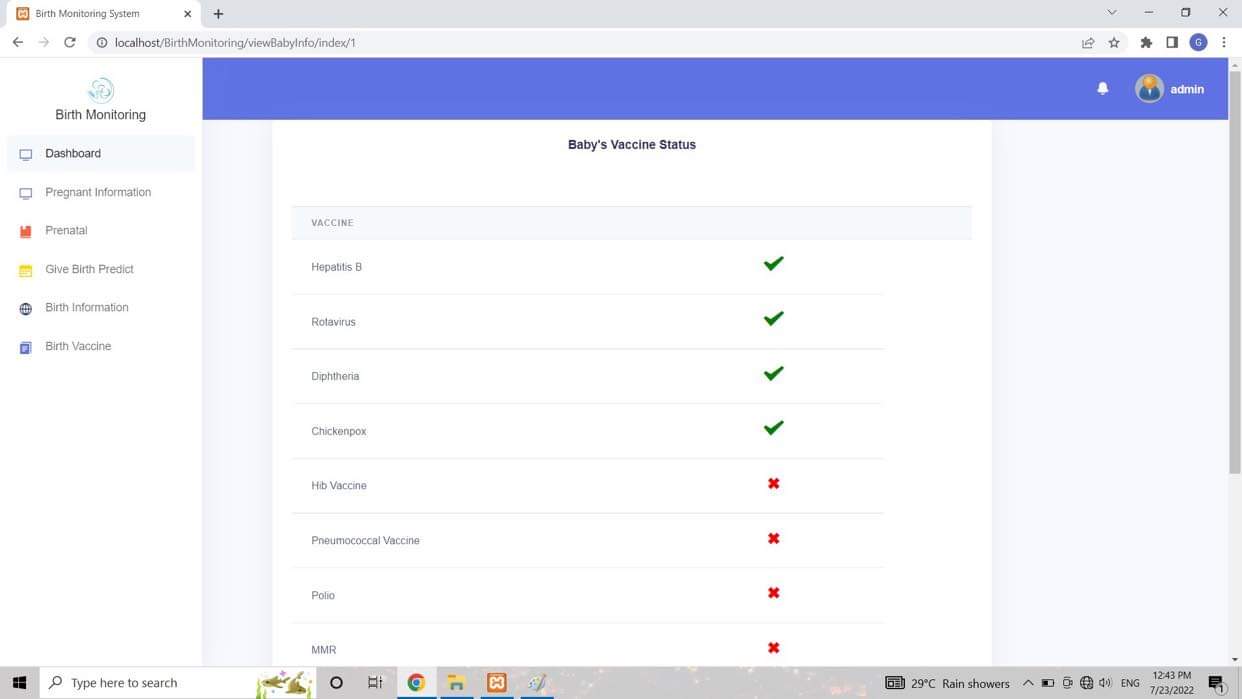 Birth Monitoring System
localhost/BirthMonitoring/viewBabyInfo/index/1
G
Birth Monitoring
admin
Dashboard
Pregnant Information
Prenatal
Give Birth Predict
Birth Information
Birth Vaccine
Baby's Vaccine Status
VACCINE
Hepatitis B
Rotavirus
Diphtheria
Chickenpox
Hib Vaccine
Pneumococcal Vaccine
Polio
MMR
Type here to search
29°C Rain showers
ENG
12:43 PM
7/23/2022
1